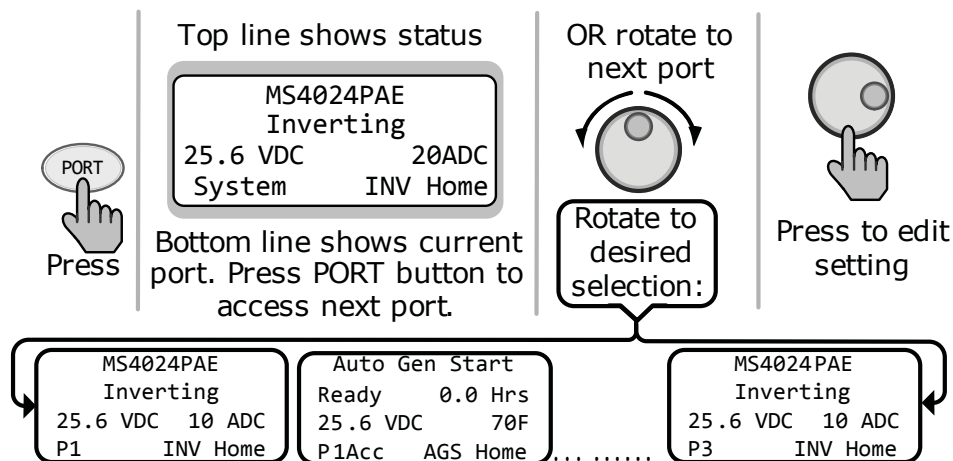 Top line shows status
MS4024PAE
Inverting
25.6 VDC 20ADC
System INV Home
PORT
Press
Bottom line shows current
port. Press PORT button to
access next port.
OR rotate to
next port
Rotate to
desired
selection:
Press to edit
setting
MS4024PAE
Inverting
25.6 VDC 10 ADC
P1 INV Home
Auto Gen Start
Ready 0.0 Hrs
25.6 VDC 70F
P1Acc AGS Home
... ......
MS4024PAE
Inverting
25.6 VDC 10 ADC
P3 INV Home